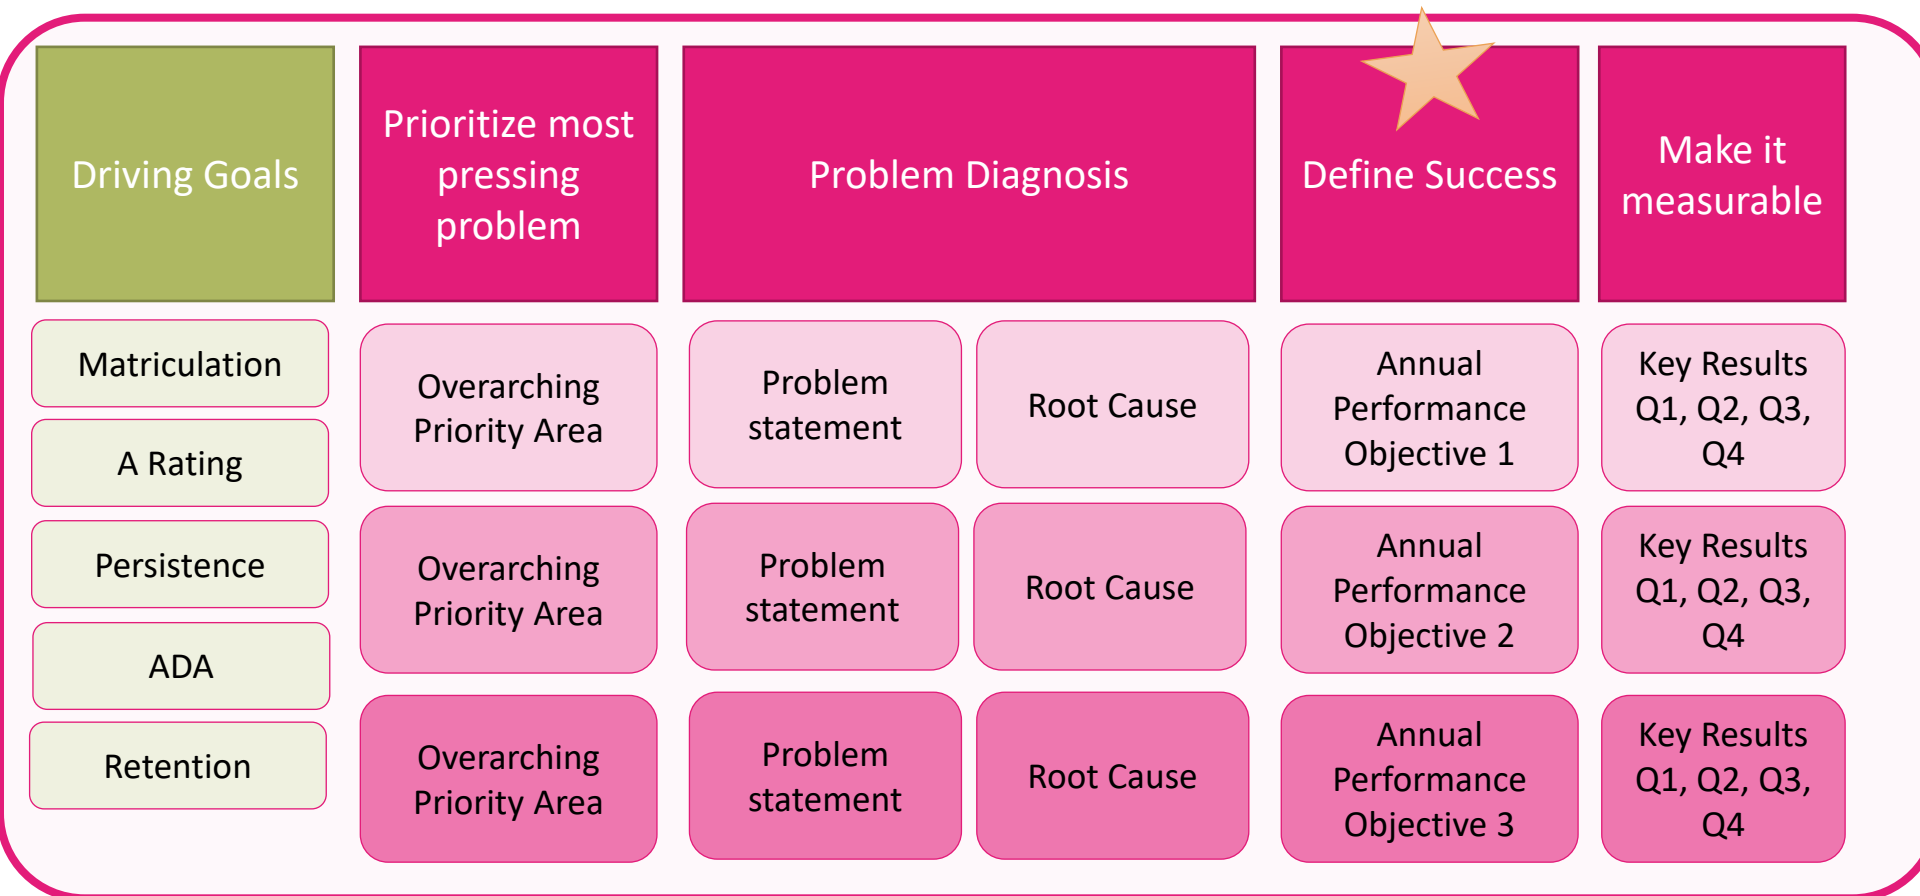 Driving Goals
Prioritize most
pressing
problem
Problem Diagnosis
Define Success
Make it
measurable
Matriculation
A Rating
Persistence
ADA
Retention
Overarching
Priority Area
Problem
statement
Root Cause
Annual
Performance
Objective 1
Key Results
Q1, Q2, Q3,
Q4
Overarching
Priority Area
Problem
statement
Root Cause
Annual
Performance
Objective 2
Key Results
Q1, Q2, Q3,
Q4
Overarching
Priority Area
Problem
statement
Root Cause
Annual
Performance
Objective 3
Key Results
Q1, Q2, Q3,
Q4